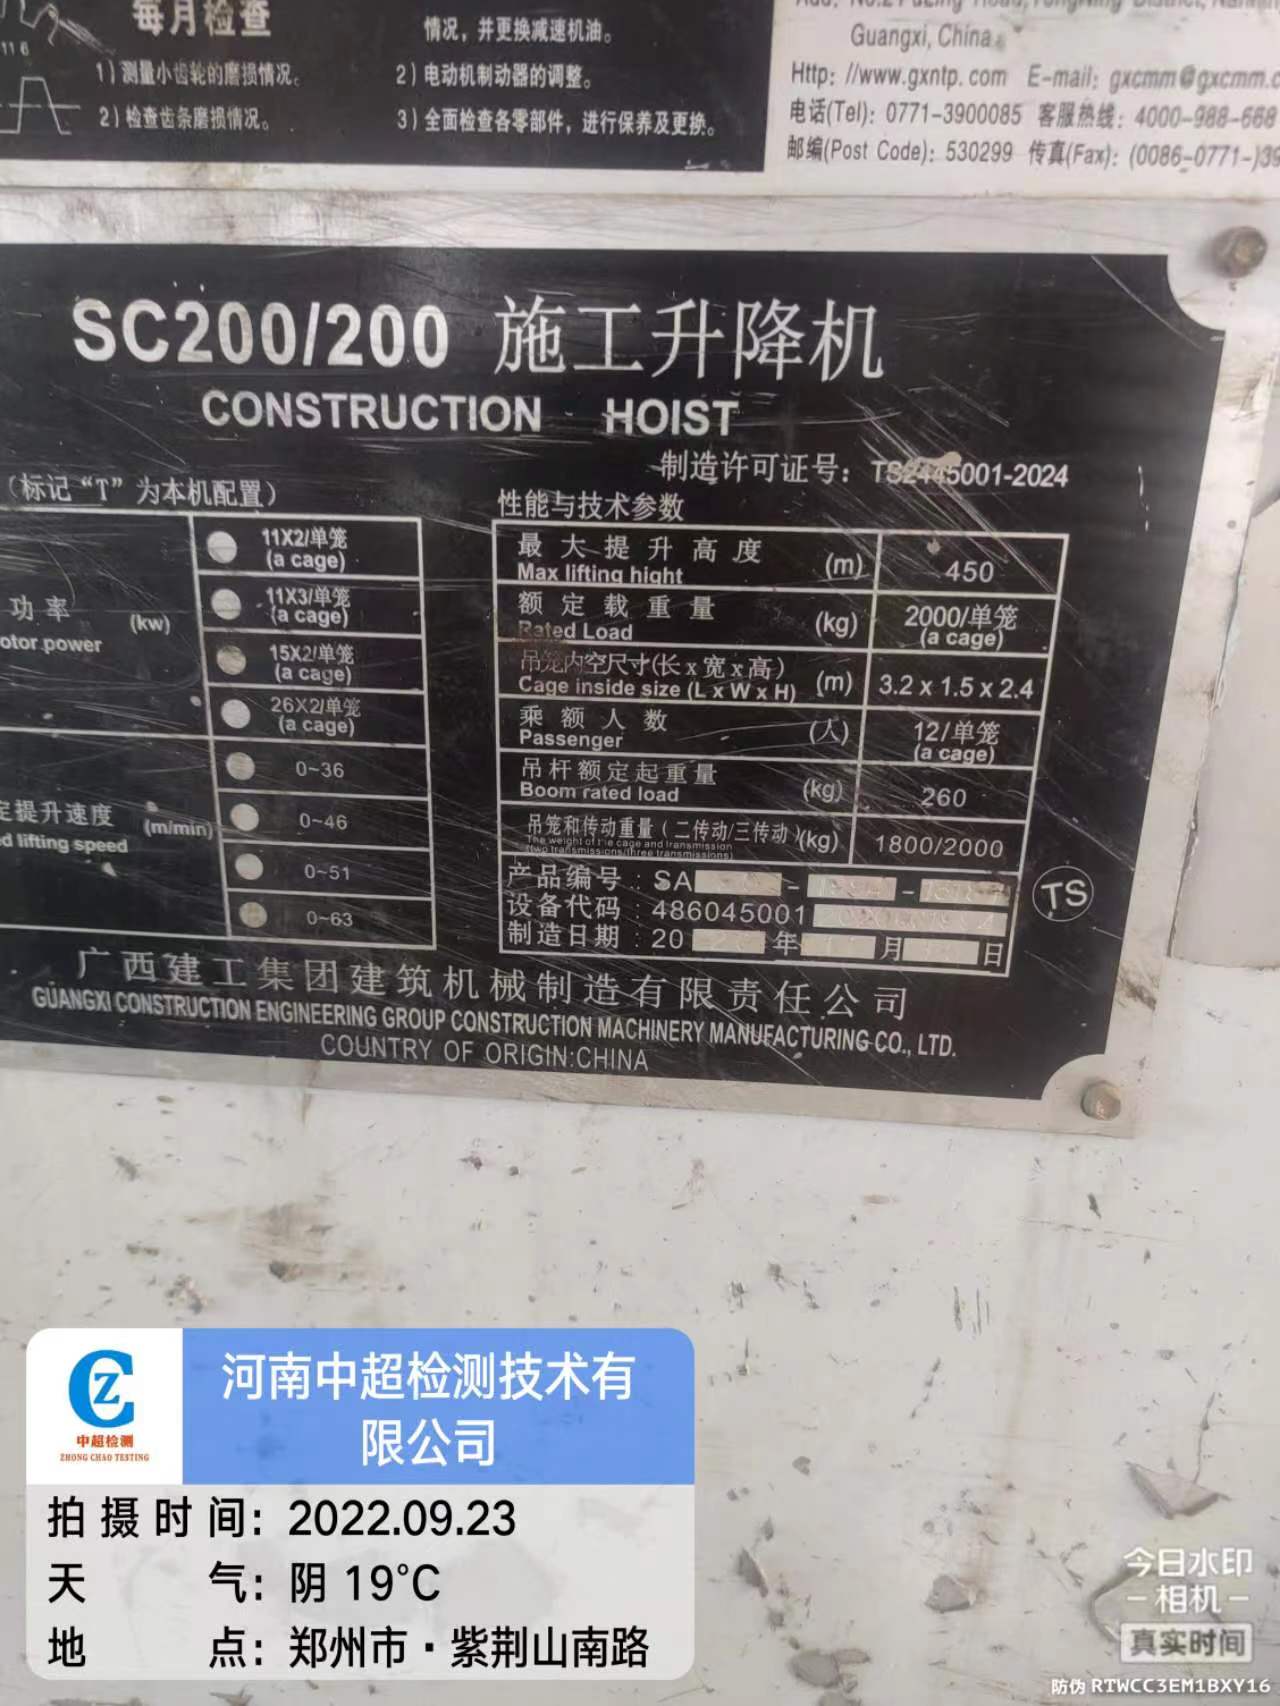 每月检查
1）测量小齿轮的磨损情况。
2）检查齿条磨损情况。
情况，并更换减速机油。
2）电动机制动器的调整。
3）全面检查各零部件，进行保养及更换。
Guangxi, China
Http: //www.gxntp.com E-mail: gxcmm@gxcmm.c
电话(Tel): 0771-3900085 客服热线: 4000-988-668
邮编(Post Code): 530299 传真(Fax): (0086-0771-)39
SC200/200 施工升降机
CONSTRUCTION HOIST
制造许可证号: TS2445001-2024
（标记“T”为本机配置）
功率 (kw)
otor power
11X2/单笼
(a cage)
11X3/单笼
(a cage)
15X2/单笼
(a cage)
26X2/单笼
(a cage)
定提升速度 (m/min)
d lifting speed
0~36
0~46
0~51
0~63
性能与技术参数
最大提升高度 (m) 450
Max lifting hight
额定载重量 (kg) 2000/单笼
Rated Load (a cage)
吊笼内空尺寸(长x宽x高) (m) 3.2 x 1.5 x 2.4
Cage inside size (L x W x H)
乘额人数 (人) 12/单笼
Passenger (a cage)
吊杆额定起重量 (kg) 260
Boom rated load
吊笼和传动重量（二传动/三传动）(kg) 1800/2000
The weight of the cage and transmission
(two transmissions/three transmissions)
产品编号: SA
设备代码: 486045001
制造日期: 20 年 月 日
TS
广西建工集团建筑机械制造有限责任公司
GUANGXI CONSTRUCTION ENGINEERING GROUP CONSTRUCTION MACHINERY MANUFACTURING CO., LTD.
COUNTRY OF ORIGIN:CHINA
中超检测
ZHONG CHAO TESTING
河南中超检测技术有
限公司
拍摄时间: 2022.09.23
天气: 阴 19°C
地点: 郑州市·紫荆山南路
今日水印
相机
真实时间
防伪 RTWCC3EM1BXY16